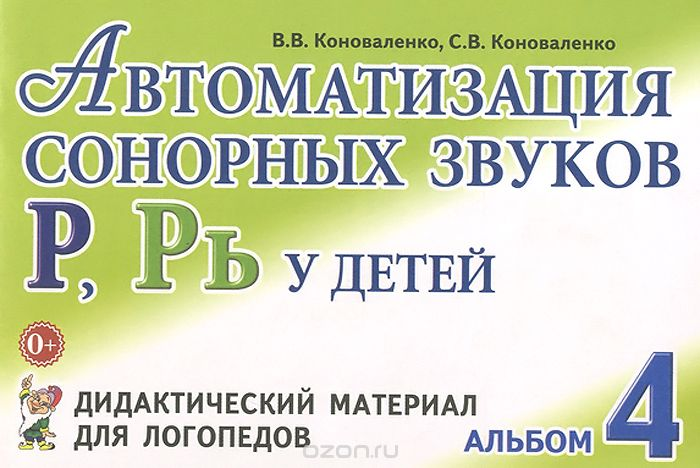 В.В. Коноваленко, С.В. Коноваленко
АВТОМАТИЗАЦИЯ
СОНОРНЫХ ЗВУКОВ
Р, Рь У ДЕТЕЙ
0+
ДИДАКТИЧЕСКИЙ МАТЕРИАЛ
ДЛЯ ЛОГОПЕДОВ
АЛЬБОМ 4
ozon.ru